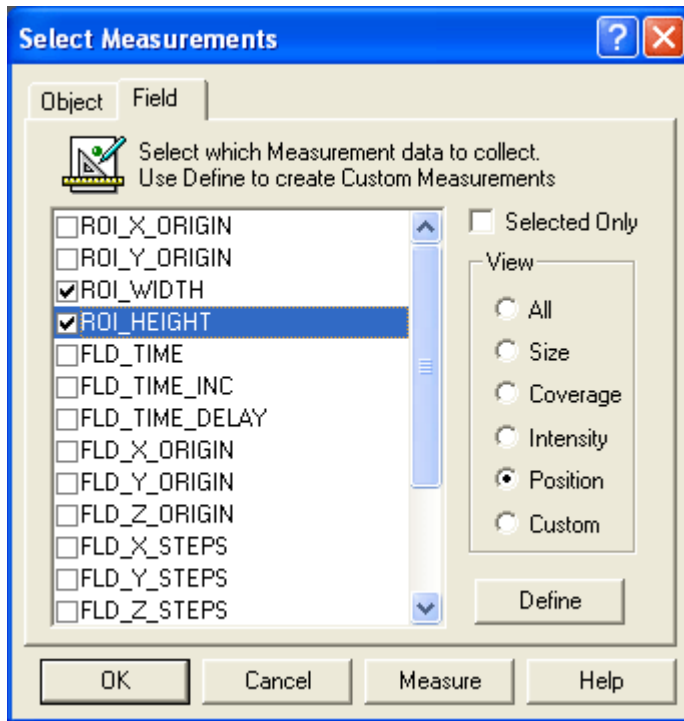 Select Measurements
?
Object
Field
Select which Measurement data to collect.
Use Define to create Custom Measurements
ROI_X_ORIGIN
ROI_Y_ORIGIN
ROI_WIDTH
ROI_HEIGHT
FLD_TIME
FLD_TIME_INC
FLD_TIME_DELAY
FLD_X_ORIGIN
FLD_Y_ORIGIN
FLD_Z_ORIGIN
FLD_X_STEPS
FLD_Y_STEPS
FLD_Z_STEPS
Selected Only
View
All
Size
Coverage
Intensity
Position
Custom
Define
OK
Cancel
Measure
Help